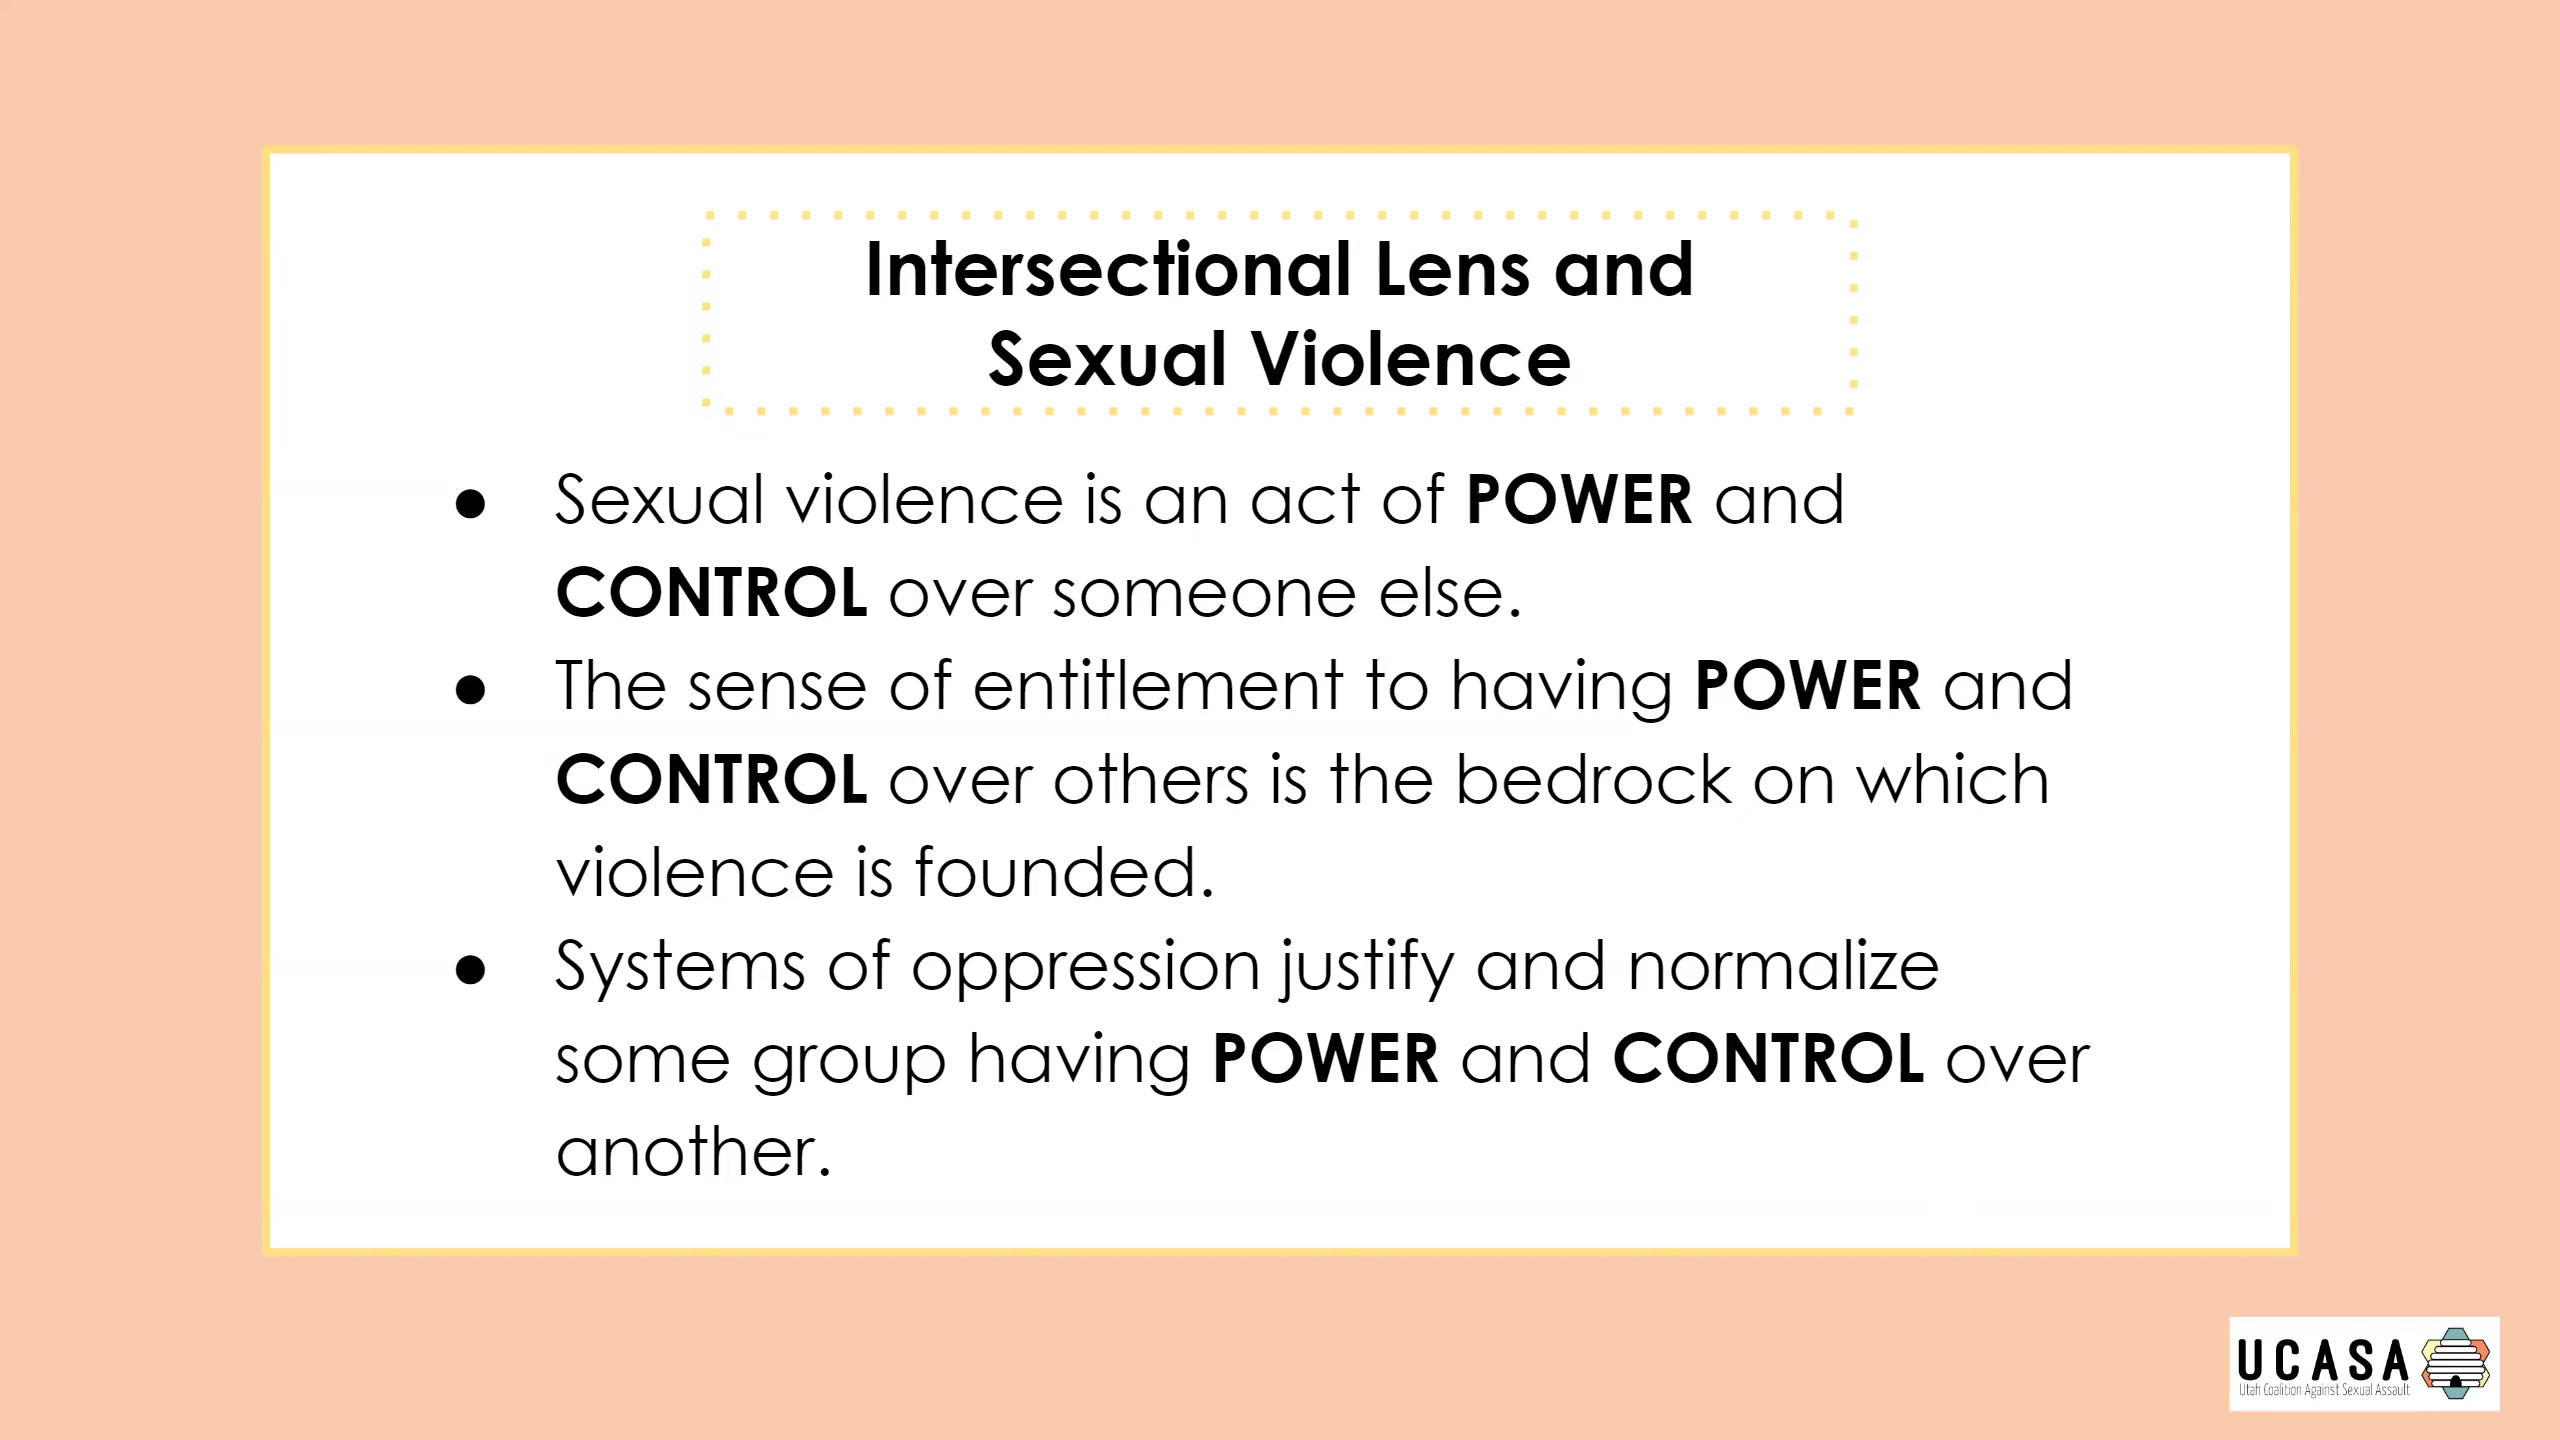 Intersectional Lens and
Sexual Violence
● Sexual violence is an act of POWER and
CONTROL over someone else.
● The sense of entitlement to having POWER and
CONTROL over others is the bedrock on which
violence is founded.
● Systems of oppression justify and normalize
some group having POWER and CONTROL over
another.
UCASA
Utah Coalition Against Sexual Assault